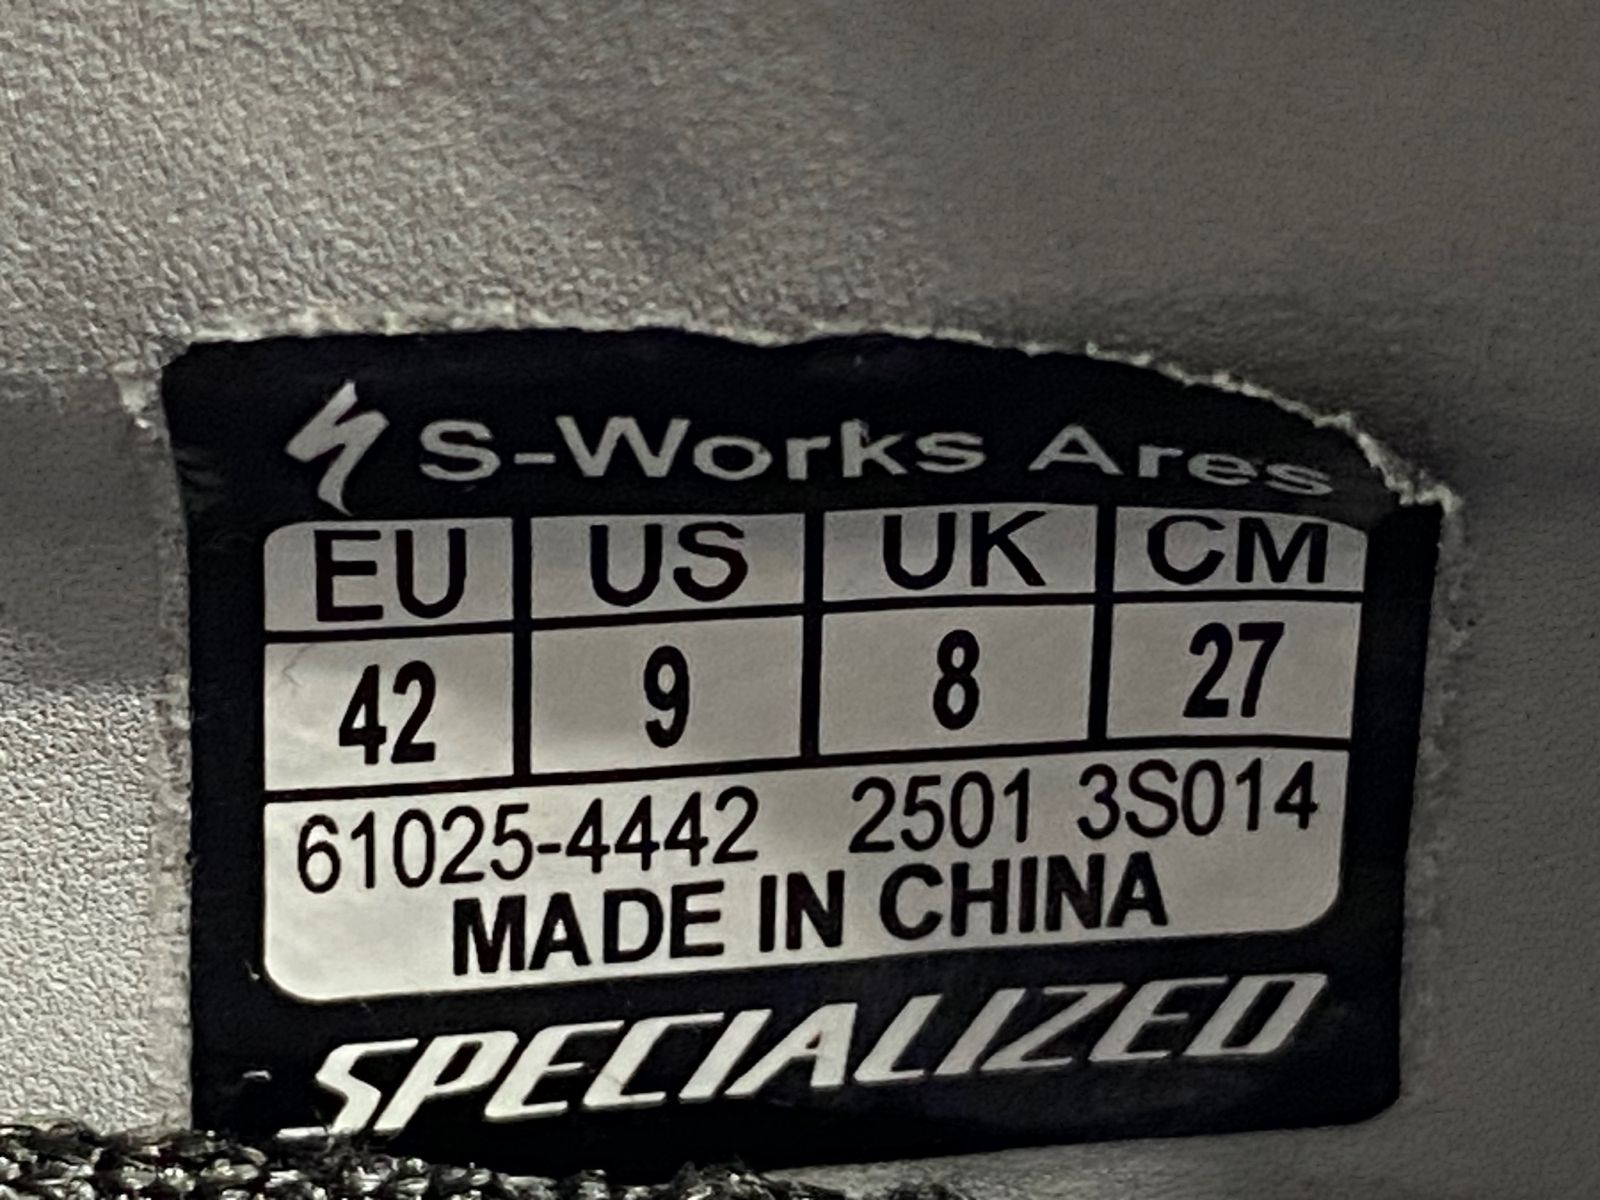 S-Works Ares
EU US UK CM
42 9 8 27
61025-4442 2501 3S014
MADE IN CHINA
SPECIALIZED